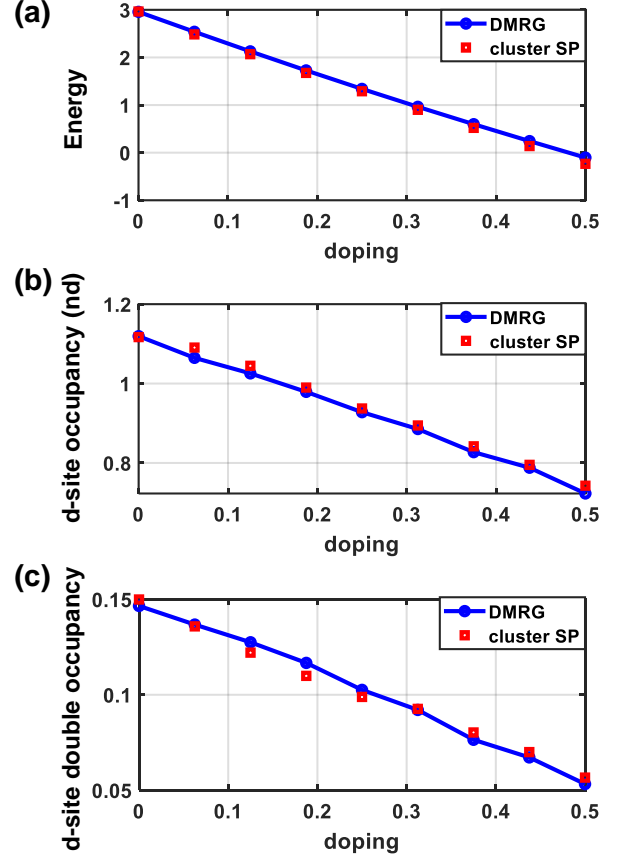 (a)
3
2
1
0
-1
Energy
DMRG
cluster SP
0 0.1 0.2 0.3 0.4 0.5
doping
(b)
1.2
1
0.8
d-site occupancy (nd)
DMRG
cluster SP
0 0.1 0.2 0.3 0.4 0.5
doping
(c)
0.15
0.1
0.05
d-site double occupancy
DMRG
cluster SP
0 0.1 0.2 0.3 0.4 0.5
doping